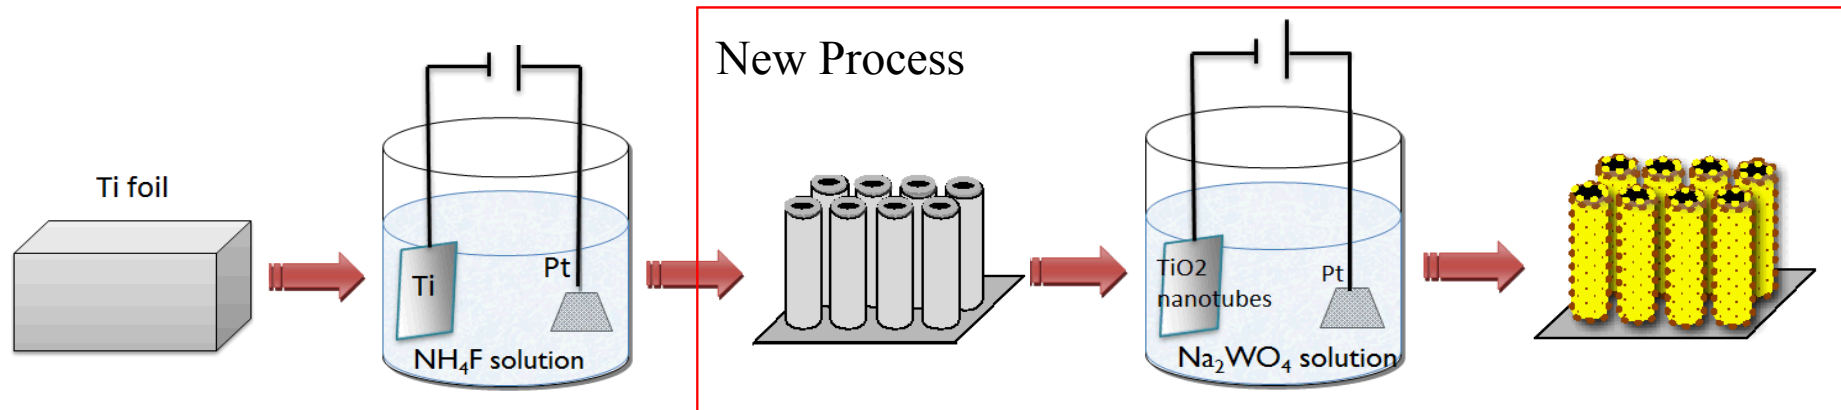 New Process
Ti foil
Ti
Pt
NH₄F solution
TiO2
nanotubes
Pt
Na₂WO₄ solution